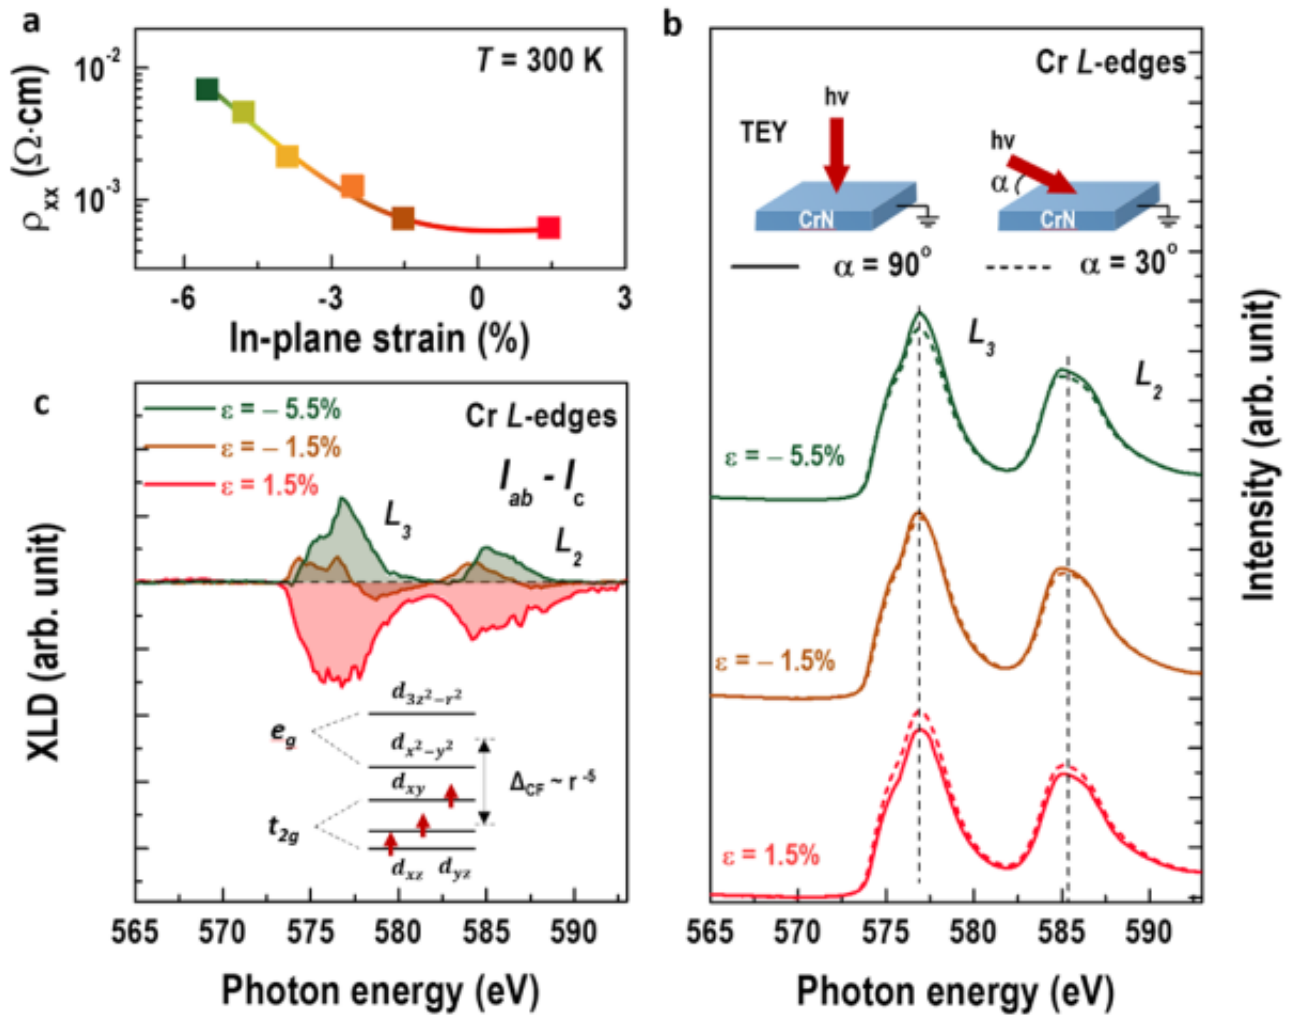 a
T = 300 K
10⁻²
10⁻³
ρxx (Ω·cm)
-6 -3 0 3
In-plane strain (%)
b
Cr L-edges
TEY
hν
hν
α
CrN
CrN
α = 90°
α = 30°
L₃
L₂
ε = – 5.5%
ε = – 1.5%
ε = 1.5%
Intensity (arb. unit)
565 570 575 580 585 590
Photon energy (eV)
c
ε = – 5.5%
ε = – 1.5%
ε = 1.5%
Cr L-edges
Iab - Ic
L₃
L₂
XLD (arb. unit)
d3z²−r²
eg
dx²−y²
dxy
ΔCF ~ r⁻⁵
t2g
dxz dyz
565 570 575 580 585 590
Photon energy (eV)